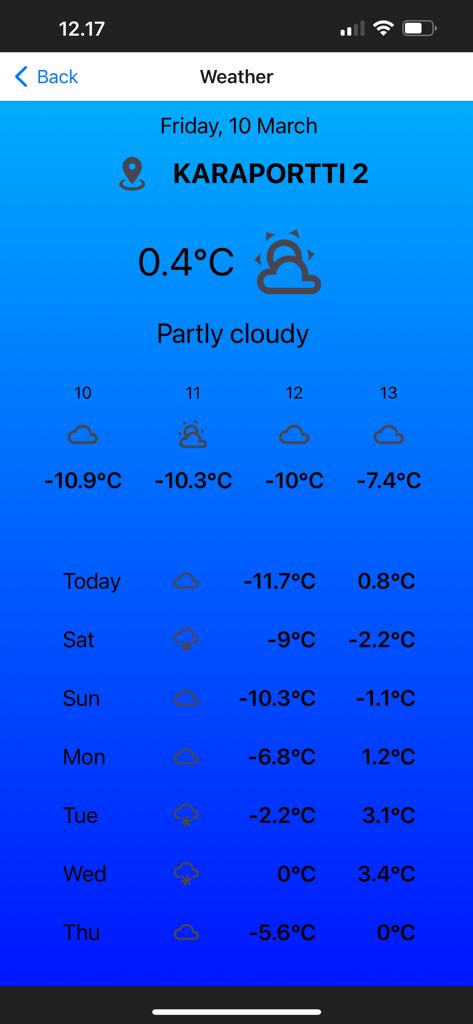 12.17
Back Weather
Friday, 10 March
KARAPORTTI 2
0.4°C
Partly cloudy
10 11 12 13
-10.9°C -10.3°C -10°C -7.4°C
Today -11.7°C 0.8°C
Sat -9°C -2.2°C
Sun -10.3°C -1.1°C
Mon -6.8°C 1.2°C
Tue -2.2°C 3.1°C
Wed 0°C 3.4°C
Thu -5.6°C 0°C